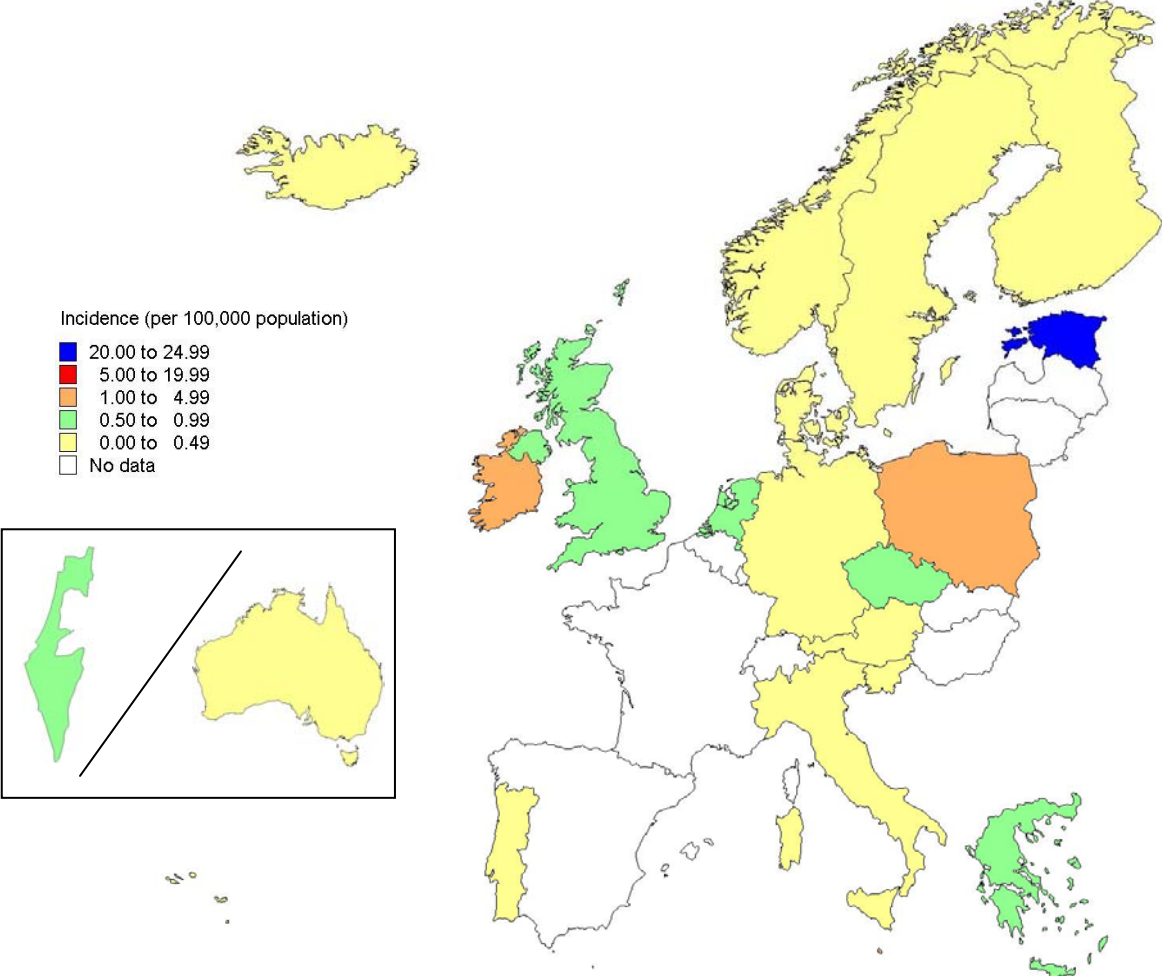 Incidence (per 100,000 population)
20.00 to 24.99
5.00 to 19.99
1.00 to 4.99
0.50 to 0.99
0.00 to 0.49
No data